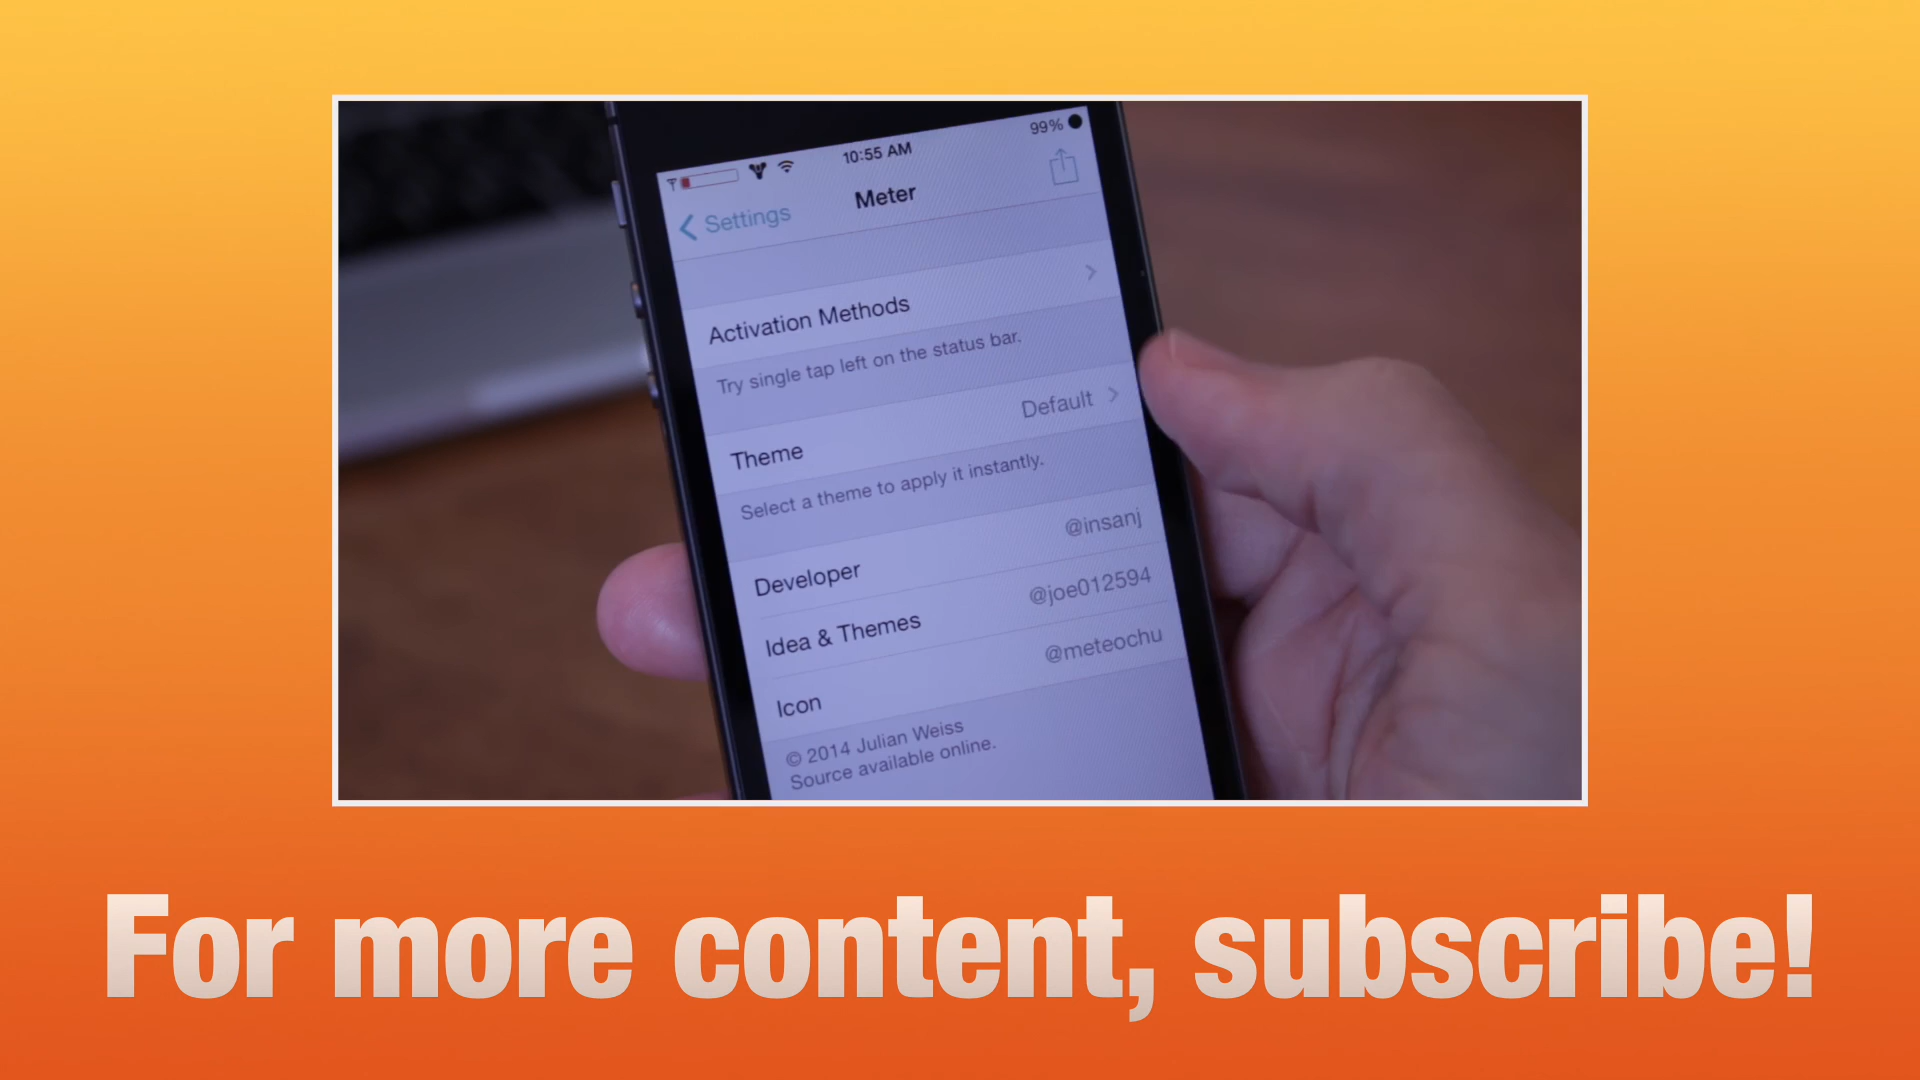 10:55 AM
99%
Settings
Meter
Activation Methods
Try single tap left on the status bar.
Theme
Default
Select a theme to apply it instantly.
Developer
@insanj
Idea & Themes
@joe012594
Icon
@meteochu
© 2014 Julian Weiss
Source available online.
For more content, subscribe!